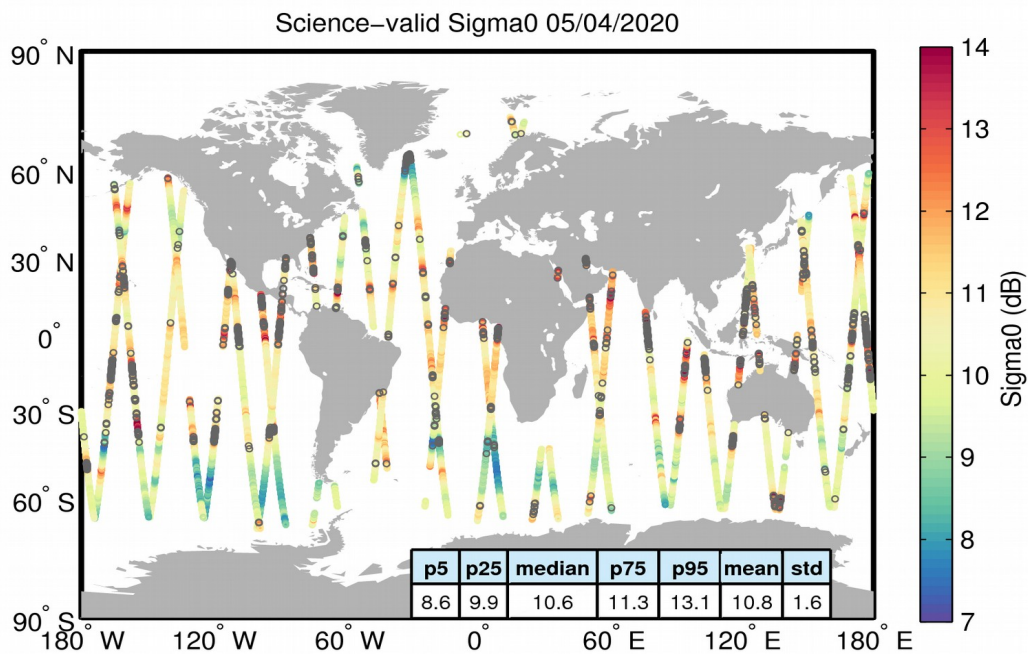 Science−valid Sigma0 05/04/2020
90° N
60° N
30° N
0°
30° S
60° S
90° S
180° W 120° W 60° W 0° 60° E 120° E 180° E
p5 p25 median p75 p95 mean std
8.6 9.9 10.6 11.3 13.1 10.8 1.6
14
13
12
11
10
9
8
7
Sigma0 (dB)